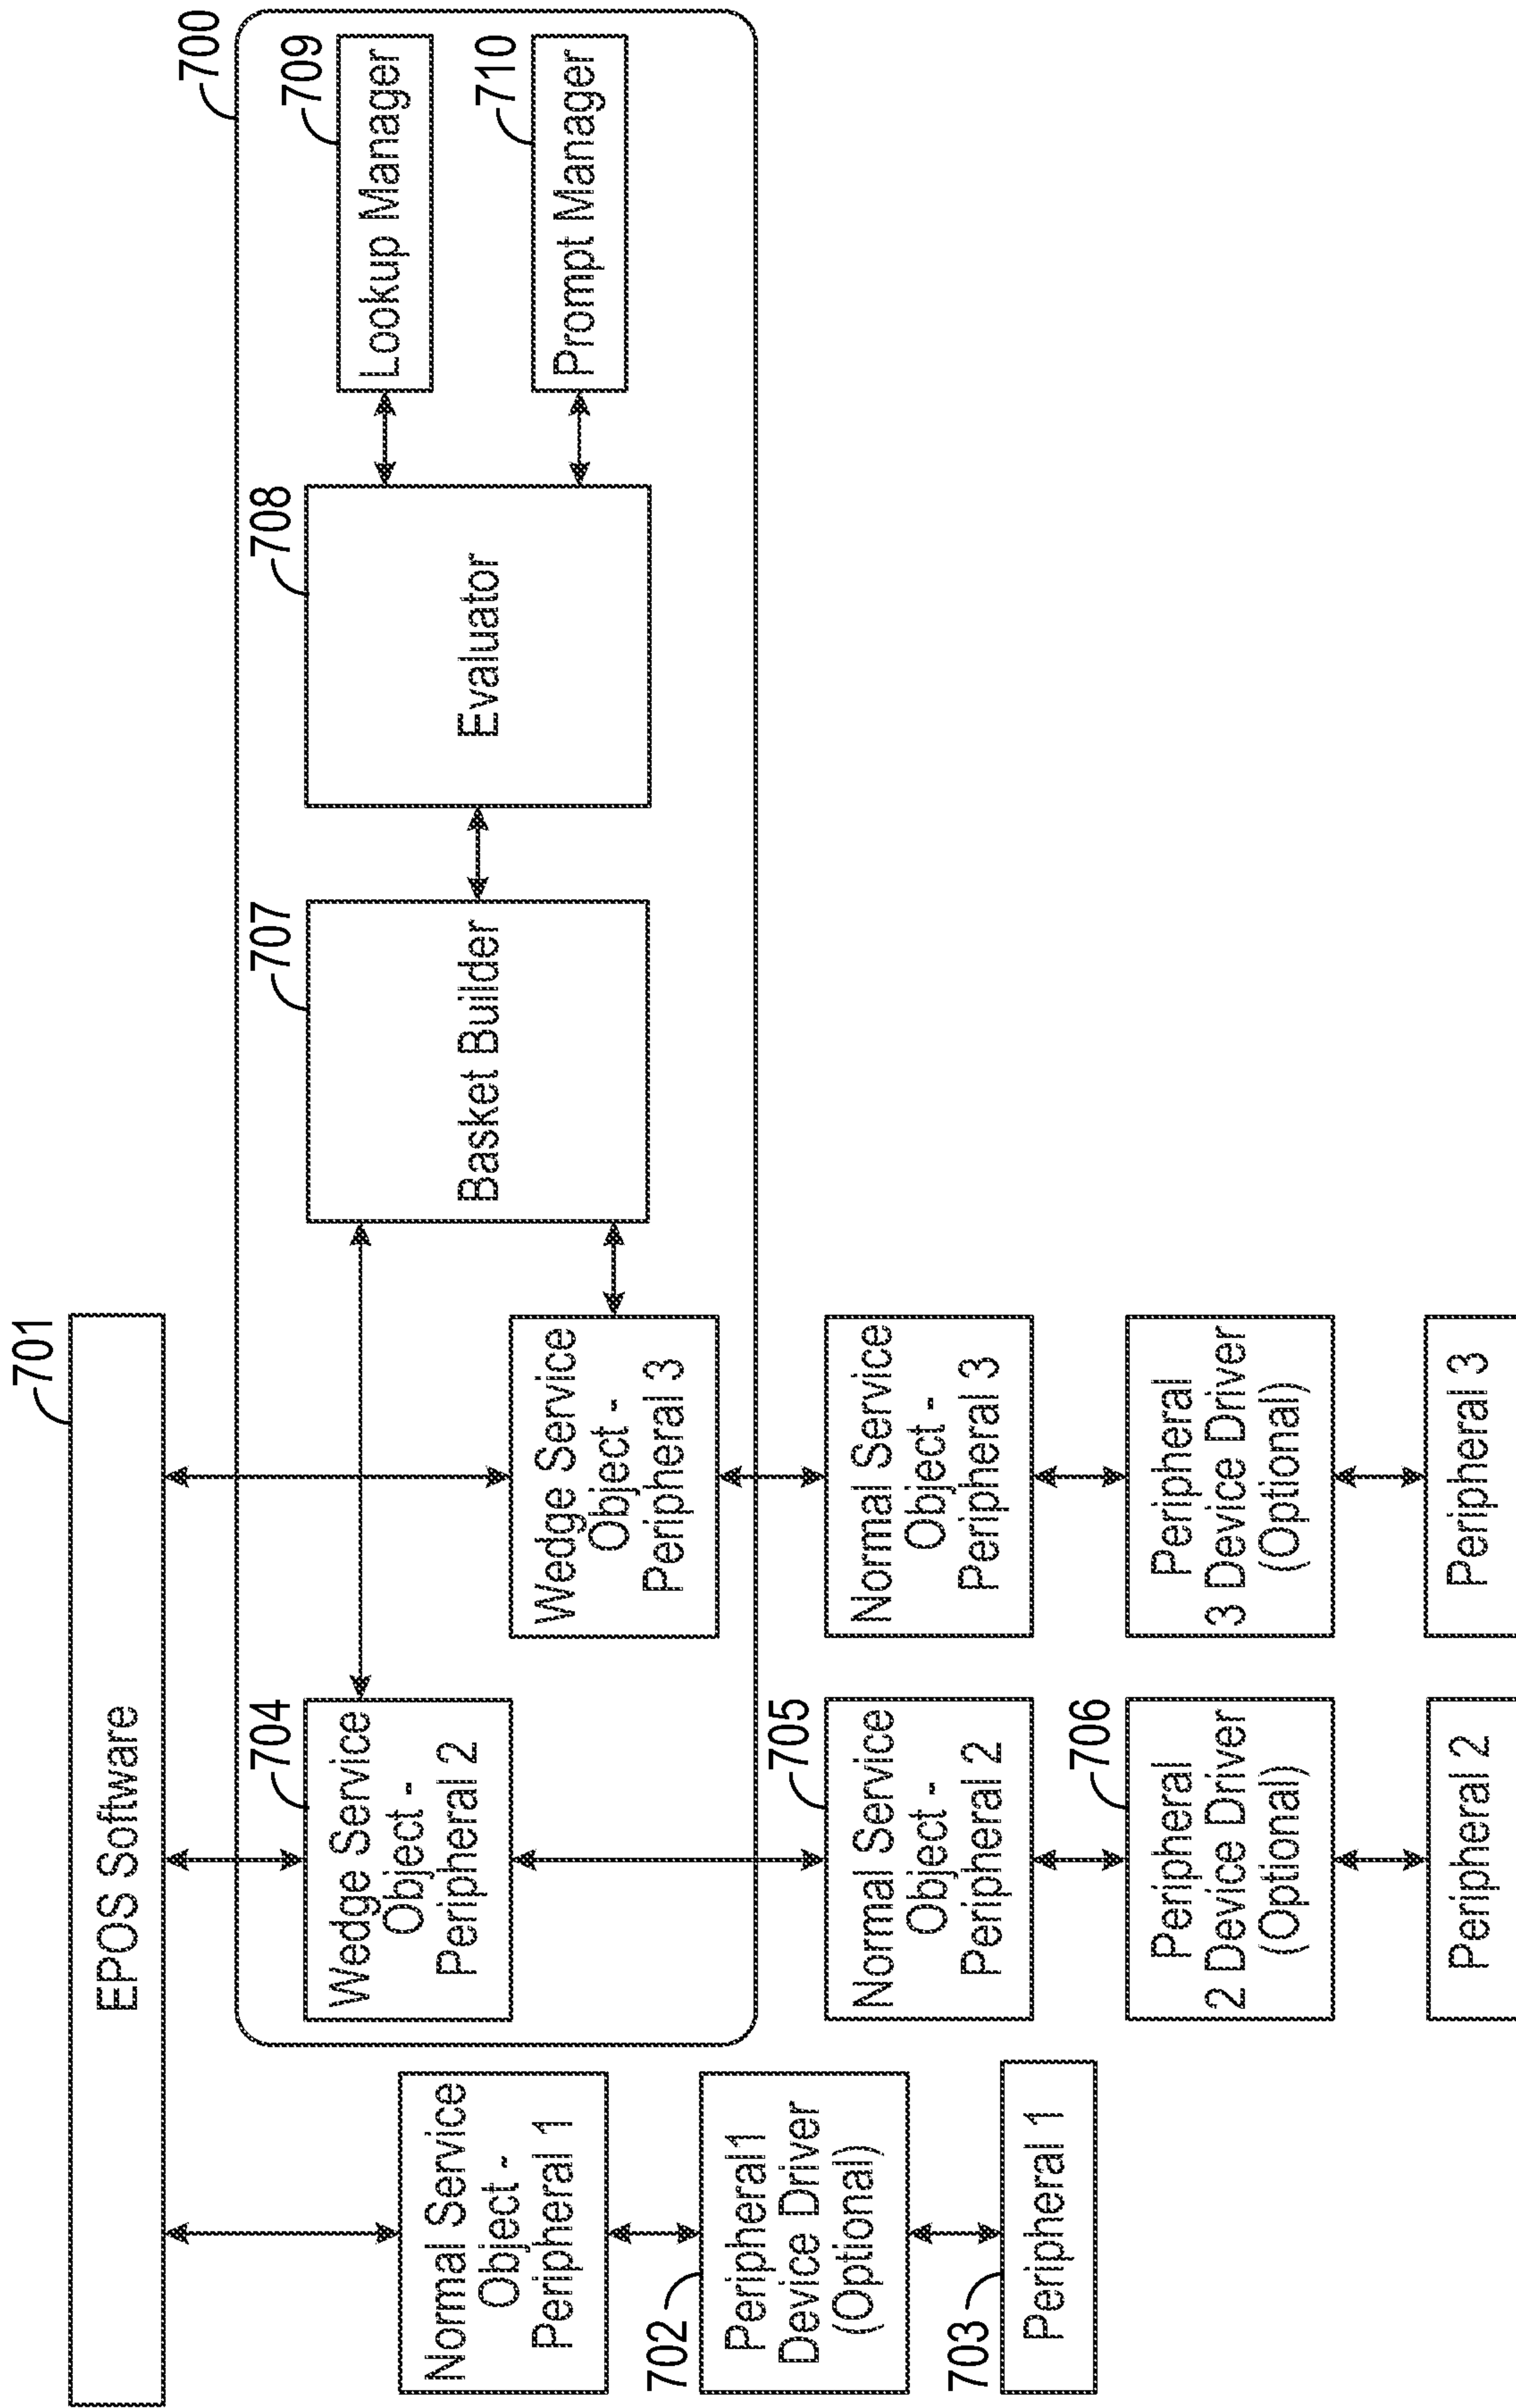 701
EPOS Software
700
704
Wedge Service
Object -
Peripheral 2
Wedge Service
Object -
Peripheral 3
707
Basket Builder
708
Evaluator
709
Lookup Manager
710
Prompt Manager
Normal Service
Object -
Peripheral 1
702
Peripheral1
Device Driver
(Optional)
703
Peripheral 1
705
Normal Service
Object -
Peripheral 2
706
Peripheral
2 Device Driver
(Optional)
Peripheral 2
Normal Service
Object -
Peripheral 3
Peripheral
3 Device Driver
(Optional)
Peripheral 3